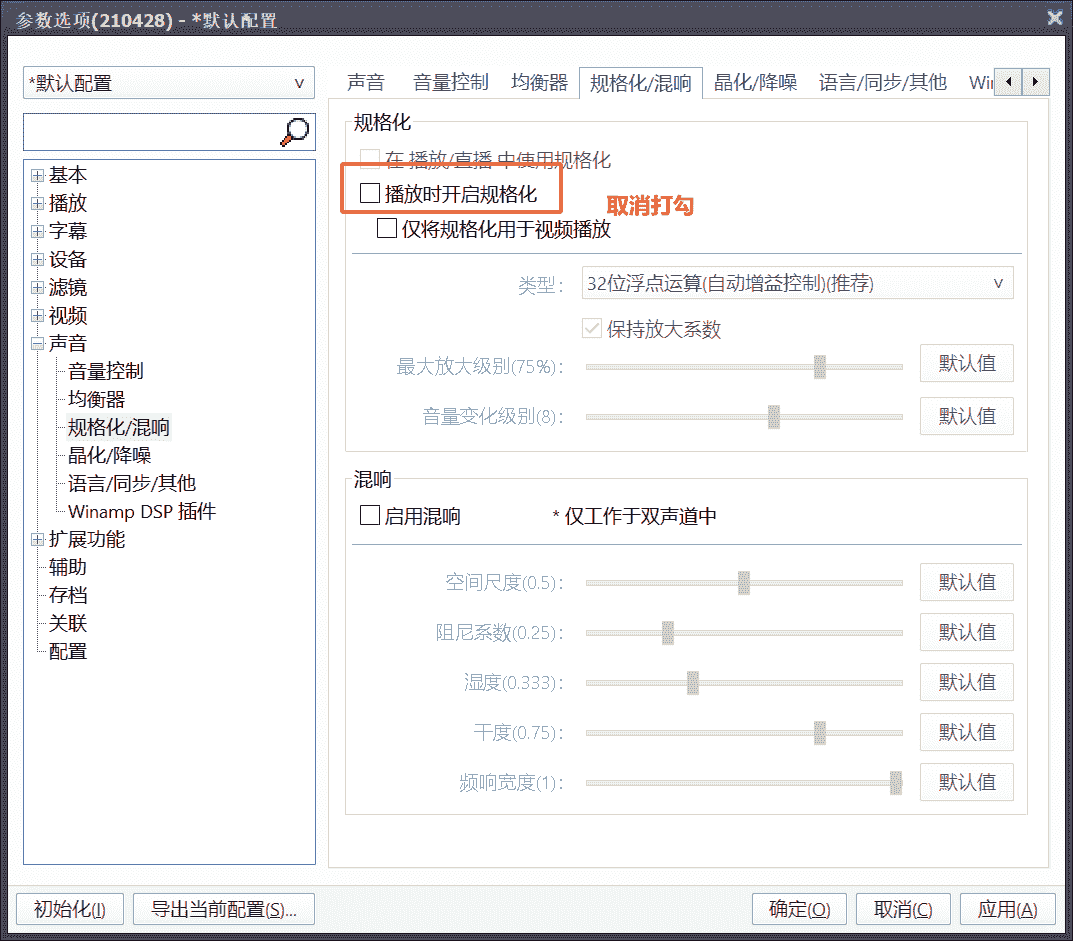 参数选项(210428) - *默认配置
*默认配置
基本
播放
字幕
设备
滤镜
视频
声音
音量控制
均衡器
规格化/混响
晶化/降噪
语言/同步/其他
Winamp DSP 插件
扩展功能
辅助
存档
关联
配置
声音 音量控制 均衡器 规格化/混响 晶化/降噪 语言/同步/其他 Wi
规格化
在 播放/直播 中使用规格化
播放时开启规格化
取消打勾
仅将规格化用于视频播放
类型: 32位浮点运算(自动增益控制)(推荐)
保持放大系数
最大放大级别(75%): 默认值
音量变化级别(8): 默认值
混响
启用混响 * 仅工作于双声道中
空间尺度(0.5): 默认值
阻尼系数(0.25): 默认值
湿度(0.333): 默认值
干度(0.75): 默认值
频响宽度(1): 默认值
初始化(I) 导出当前配置(S)... 确定(O) 取消(C) 应用(A)